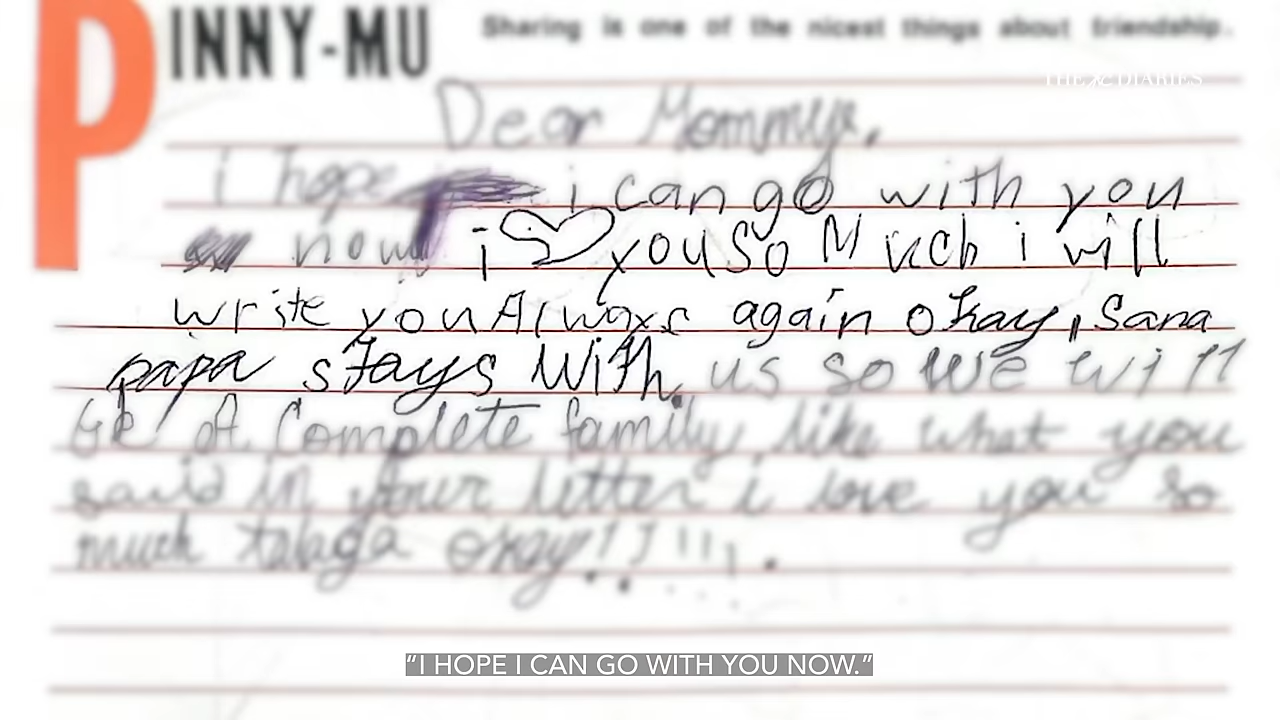 PINNY-MU
Sharing is one of the nicest things about friendship.
THE XC DIARIES
Dear Mommy,
i hope i can go with you
now i you So Much i will
write you Always again okay, Sana
papa stays With us so We will
be A Complete family, like what you
said in your letter i love you so
much talaga okay!!!!!!.
"I HOPE I CAN GO WITH YOU NOW."